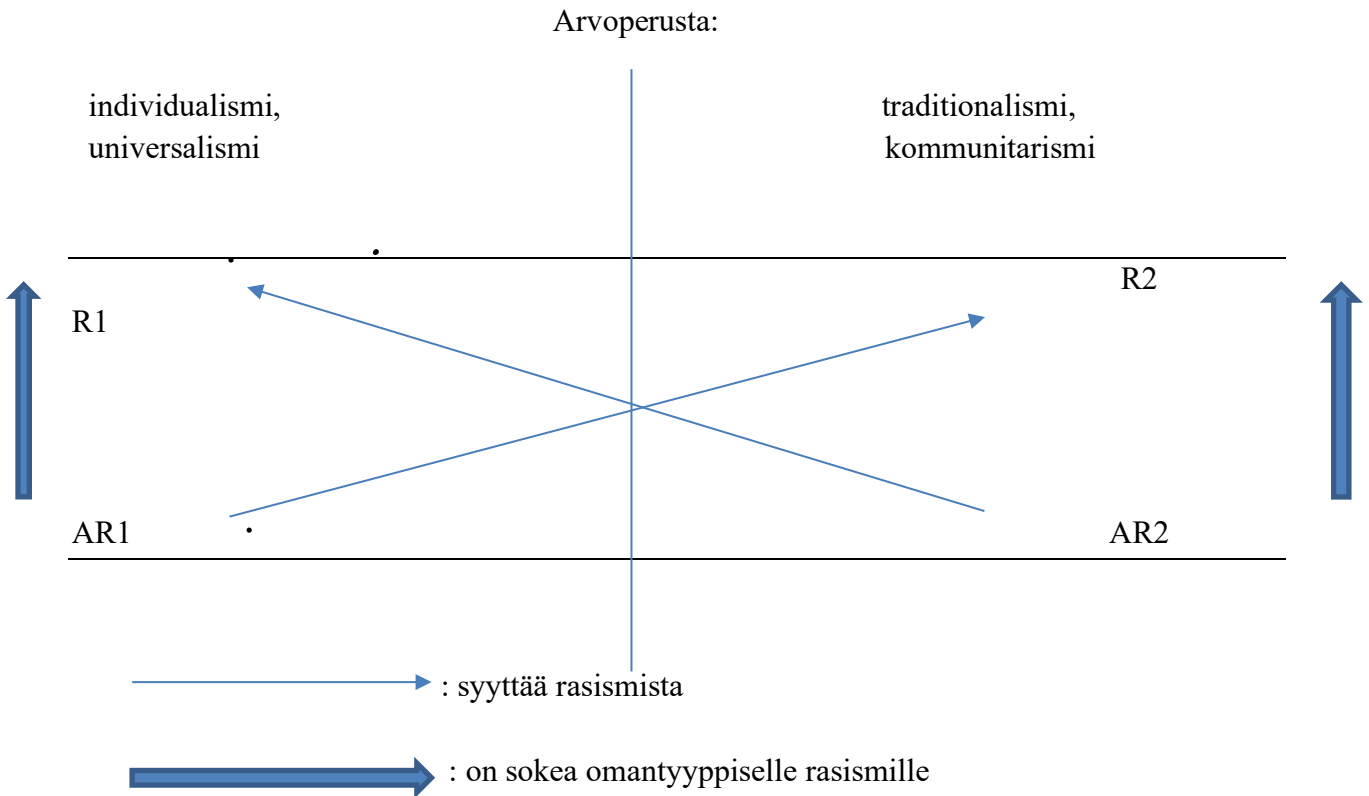 Arvoperusta:
individualismi,
universalismi
traditionalismi,
kommunitarismi
R1
R2
AR1
AR2
: syyttää rasismista
: on sokea omantyyppiselle rasismille